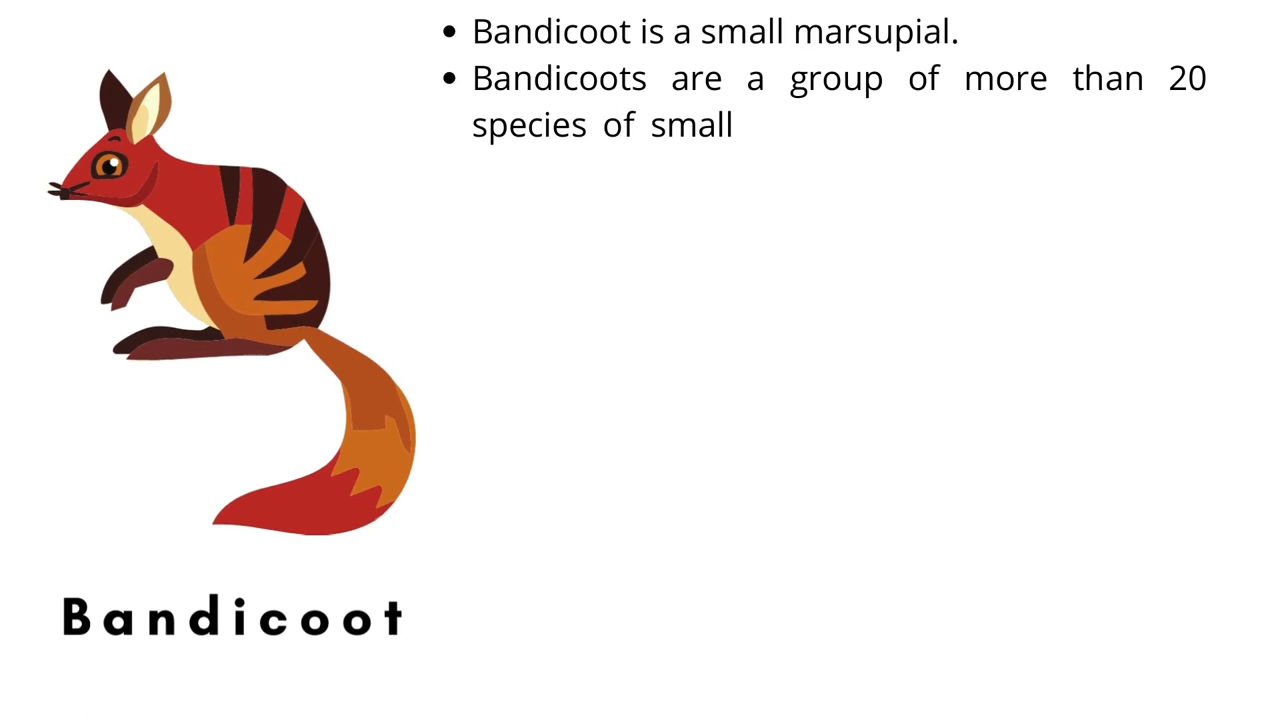 • Bandicoot is a small marsupial.
• Bandicoots are a group of more than 20
species of small
Bandicoot